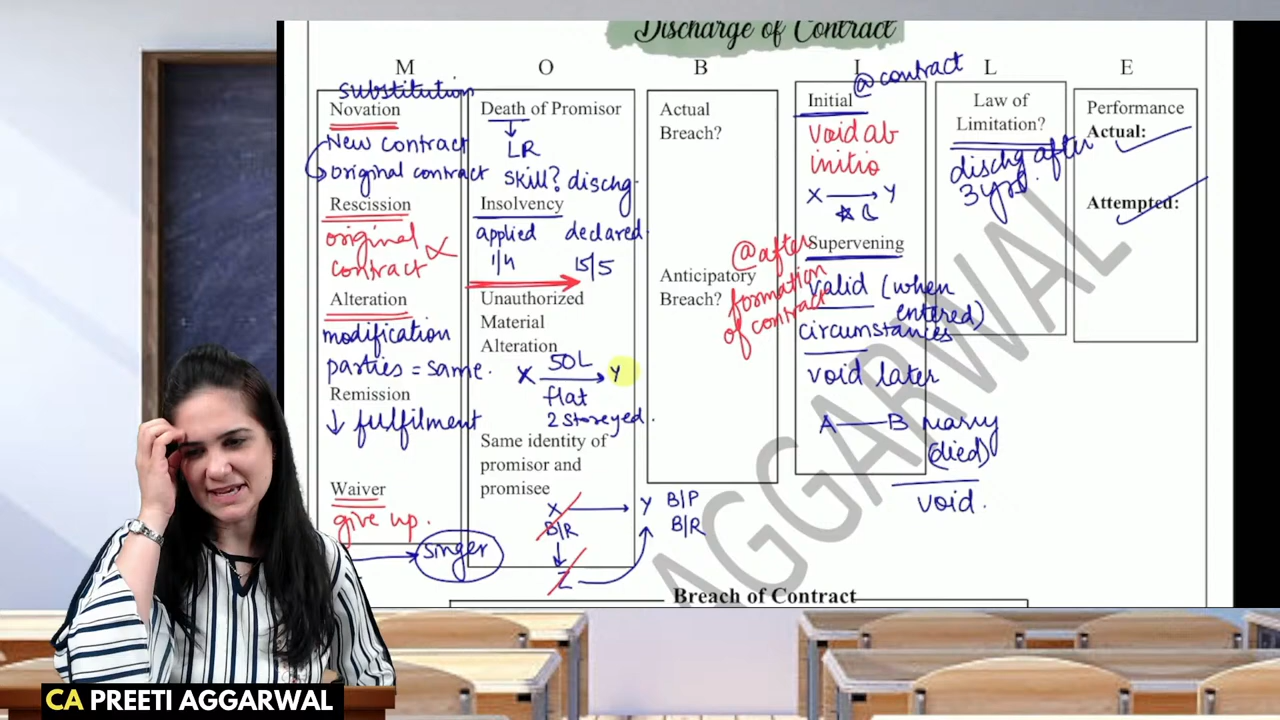 Discharge of Contract
M
O
B
I
L
E
@ contract
substitution
Novation
New contract
original contract
Rescission
original
contract
Alteration
modification
parties = same.
Remission
↓ fulfilment
Waiver
give up.
singer
Death of Promisor
↓
LR
skill? dischg.
Insolvency
applied declared
1/4 15/5
Unauthorized
Material
Alteration
X SOL Y
flat
2 storeyed.
Same identity of
promisor and
promisee
X → Y B/P
B/R B/R
Z
Actual
Breach?
Anticipatory
Breach?
@ after
formation
of contract
Initial
void ab
initio
X → Y
Supervening
valid (when
entered)
circumstances
void later
A — B marry
(died)
void.
Law of
Limitation?
dischg after
3 yrs.
Performance
Actual:
Attempted:
AGGARWAL
Breach of Contract
CA PREETI AGGARWAL